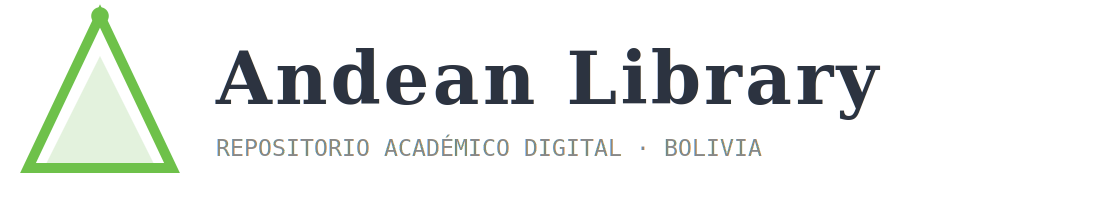 Andean Library
REPOSITORIO ACADÉMICO DIGITAL · BOLIVIA